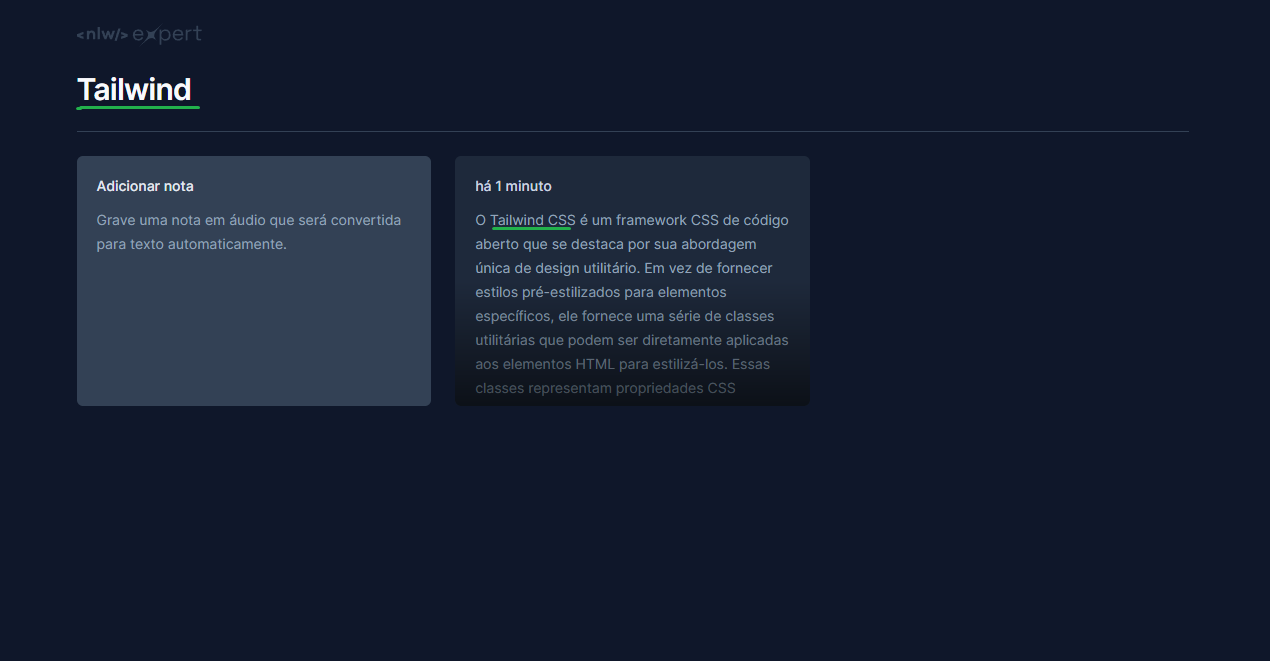 <nlw/> expert
Tailwind
Adicionar nota
Grave uma nota em áudio que será convertida
para texto automaticamente.
há 1 minuto
O Tailwind CSS é um framework CSS de código
aberto que se destaca por sua abordagem
única de design utilitário. Em vez de fornecer
estilos pré-estilizados para elementos
específicos, ele fornece uma série de classes
utilitárias que podem ser diretamente aplicadas
aos elementos HTML para estilizá-los. Essas
classes representam propriedades CSS